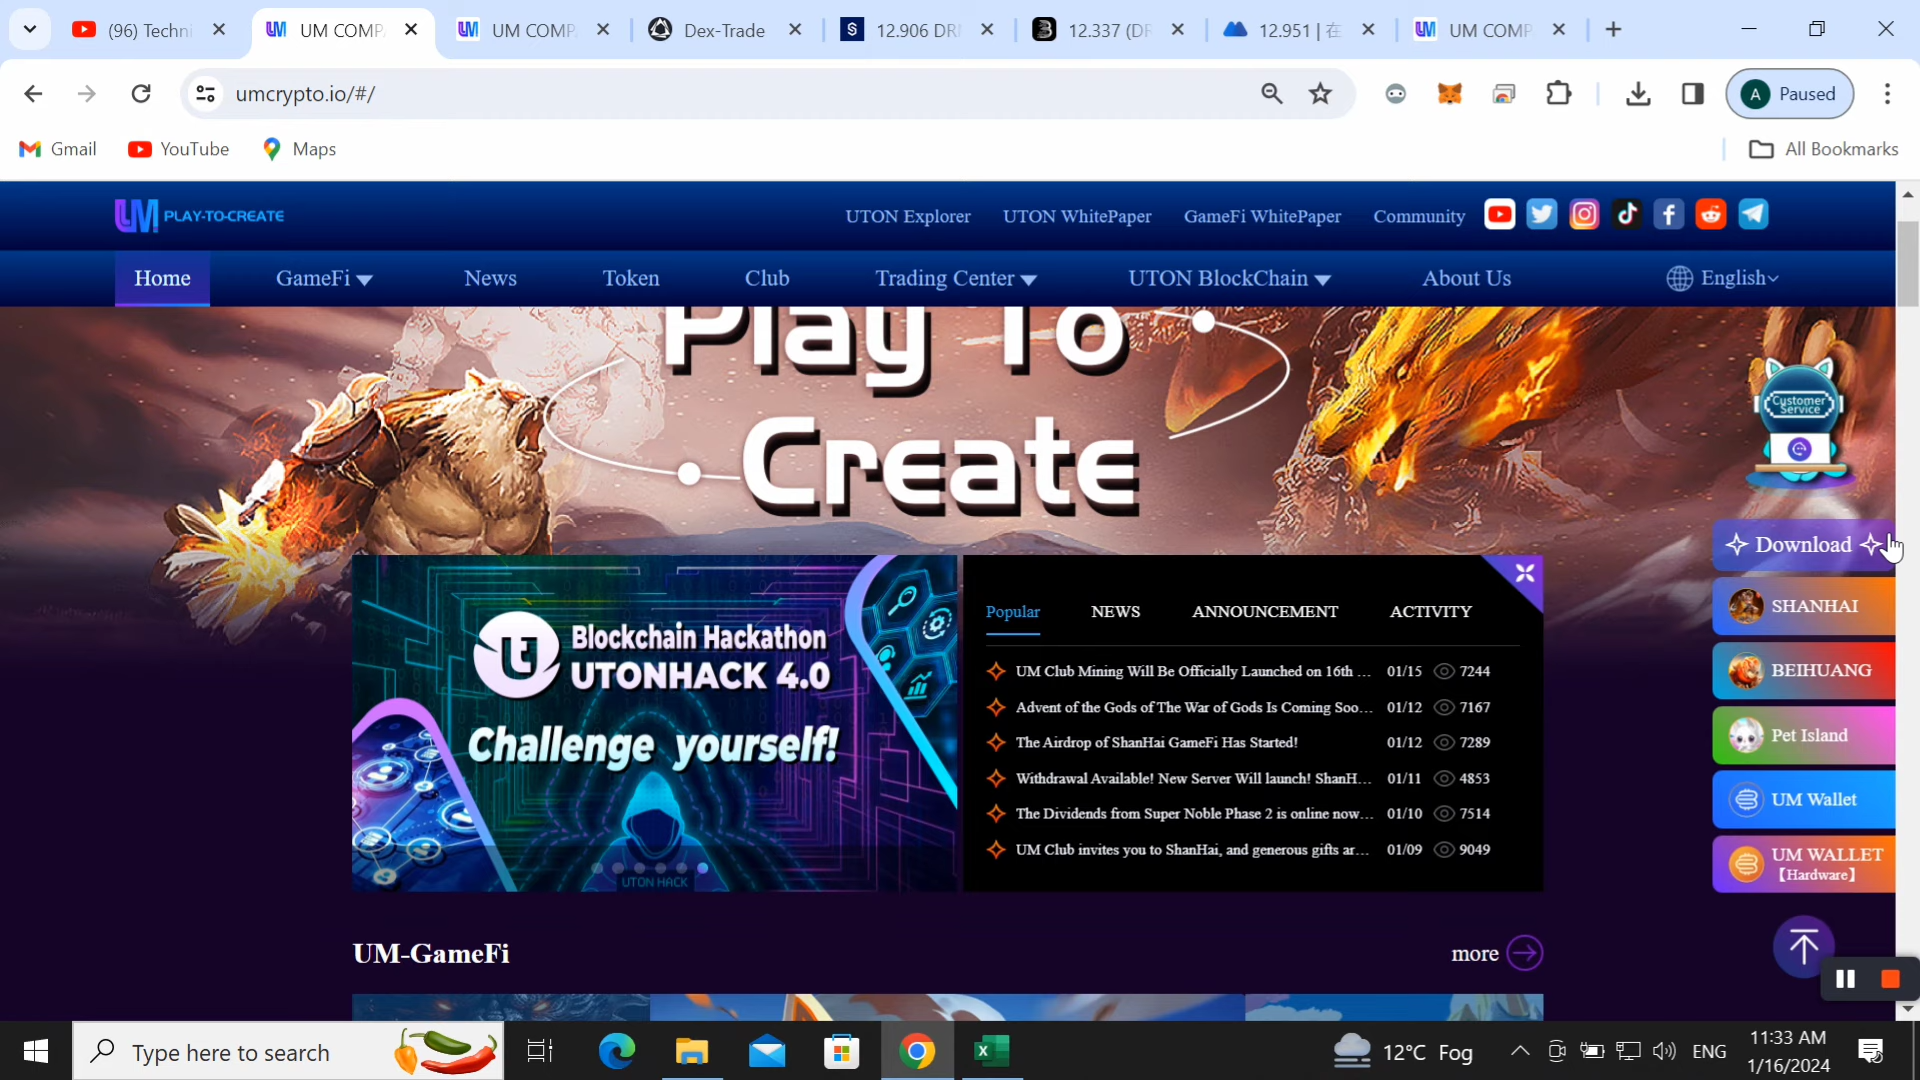 (96) Techni
UM COMP
UM COMP
Dex-Trade
12.906 DR
12.337 (DR
12.951 | 在
UM COMP
umcrypto.io/#/
A Paused
Gmail
YouTube
Maps
All Bookmarks
UM PLAY-TO-CREATE
UTON Explorer
UTON WhitePaper
GameFi WhitePaper
Community
Home
GameFi
News
Token
Club
Trading Center
UTON BlockChain
About Us
English
Play To
Create
Customer
Service
Download
SHANHAI
BEIHUANG
Pet Island
UM Wallet
UM WALLET
【Hardware】
Blockchain Hackathon
UTONHACK 4.0
Challenge yourself!
UTON HACK
Popular
NEWS
ANNOUNCEMENT
ACTIVITY
UM Club Mining Will Be Officially Launched on 16th ... 01/15 7244
Advent of the Gods of The War of Gods Is Coming Soo... 01/12 7167
The Airdrop of ShanHai GameFi Has Started! 01/12 7289
Withdrawal Available! New Server Will launch! ShanH... 01/11 4853
The Dividends from Super Noble Phase 2 is online now... 01/10 7514
UM Club invites you to ShanHai, and generous gifts ar... 01/09 9049
UM-GameFi
more
Type here to search
12°C Fog
ENG
11:33 AM
1/16/2024